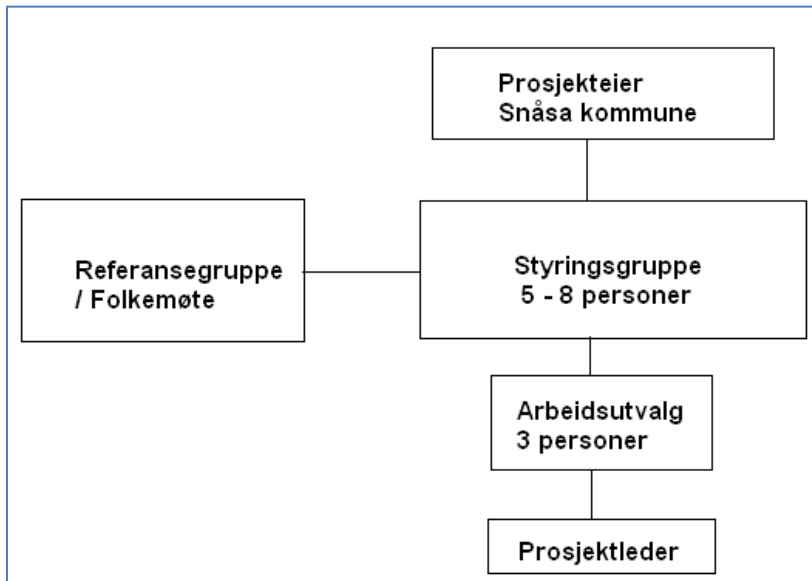 Prosjekteier
Snåsa kommune
Referansegruppe
/ Folkemøte
Styringsgruppe
5 - 8 personer
Arbeidsutvalg
3 personer
Prosjektleder